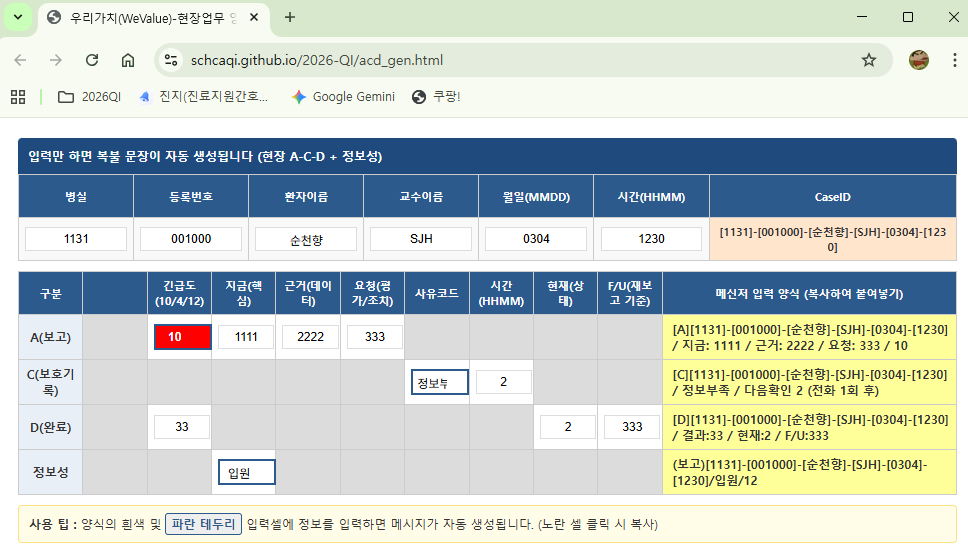 우리가치(WeValue)-현장업무
schcaqi.github.io/2026-QI/acd_gen.html
2026QI 진지(진료지원간호... Google Gemini 쿠팡!
입력만 하면 복붙 문장이 자동 생성됩니다 (현장 A-C-D + 정보성)
병실 등록번호 환자이름 교수이름 월일(MMDD) 시간(HHMM) CaseID
1131 001000 순천향 SJH 0304 1230 [1131]-[001000]-[순천향]-[SJH]-[0304]-[123
0]
구분 긴급도
(10/4/12) 지금(핵
심) 근거(데이
터) 요청(평
가/조치) 사유코드 시간
(HHMM) 현재(상
태) F/U(재보
고 기준) 메신저 입력 양식 (복사하여 붙여넣기)
A(보고) 10 1111 2222 333 [A][1131]-[001000]-[순천향]-[SJH]-[0304]-[1230]
/ 지금: 1111 / 근거: 2222 / 요청: 333 / 10
C(보호기
록) 정보부 2 [C][1131]-[001000]-[순천향]-[SJH]-[0304]-[1230]
/ 정보부족 / 다음확인 2 (전화 1회 후)
D(완료) 33 2 333 [D][1131]-[001000]-[순천향]-[SJH]-[0304]-[1230]
/ 결과:33 / 현재:2 / F/U:333
정보성 입원 (보고)[1131]-[001000]-[순천향]-[SJH]-[0304]-
[1230]/입원/12
사용 팁 : 양식의 흰색 및 파란 테두리 입력셀에 정보를 입력하면 메시지가 자동 생성됩니다. (노란 셀 클릭 시 복사)